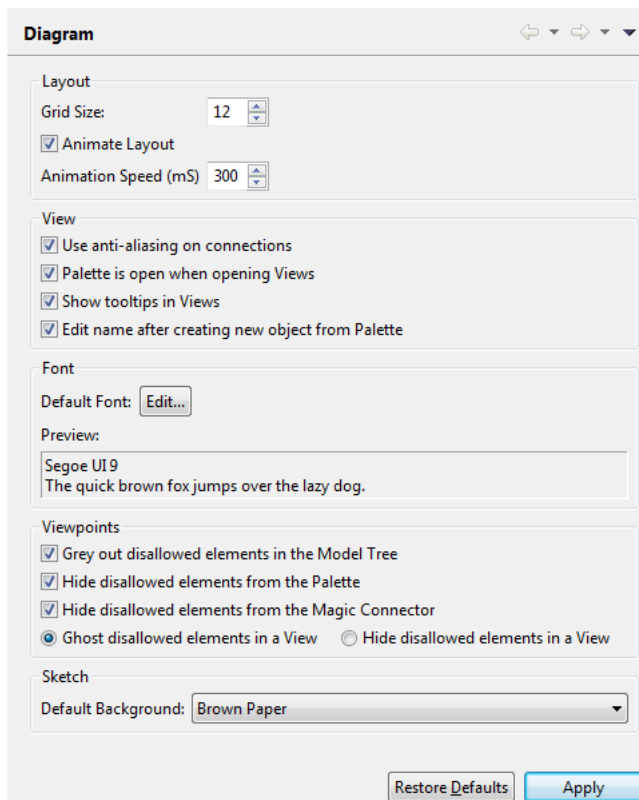 Diagram
Layout
Grid Size: 12
Animate Layout
Animation Speed (mS) 300
View
Use anti-aliasing on connections
Palette is open when opening Views
Show tooltips in Views
Edit name after creating new object from Palette
Font
Default Font: Edit...
Preview:
Segoe UI 9
The quick brown fox jumps over the lazy dog.
Viewpoints
Grey out disallowed elements in the Model Tree
Hide disallowed elements from the Palette
Hide disallowed elements from the Magic Connector
Ghost disallowed elements in a View Hide disallowed elements in a View
Sketch
Default Background: Brown Paper
Restore Defaults Apply